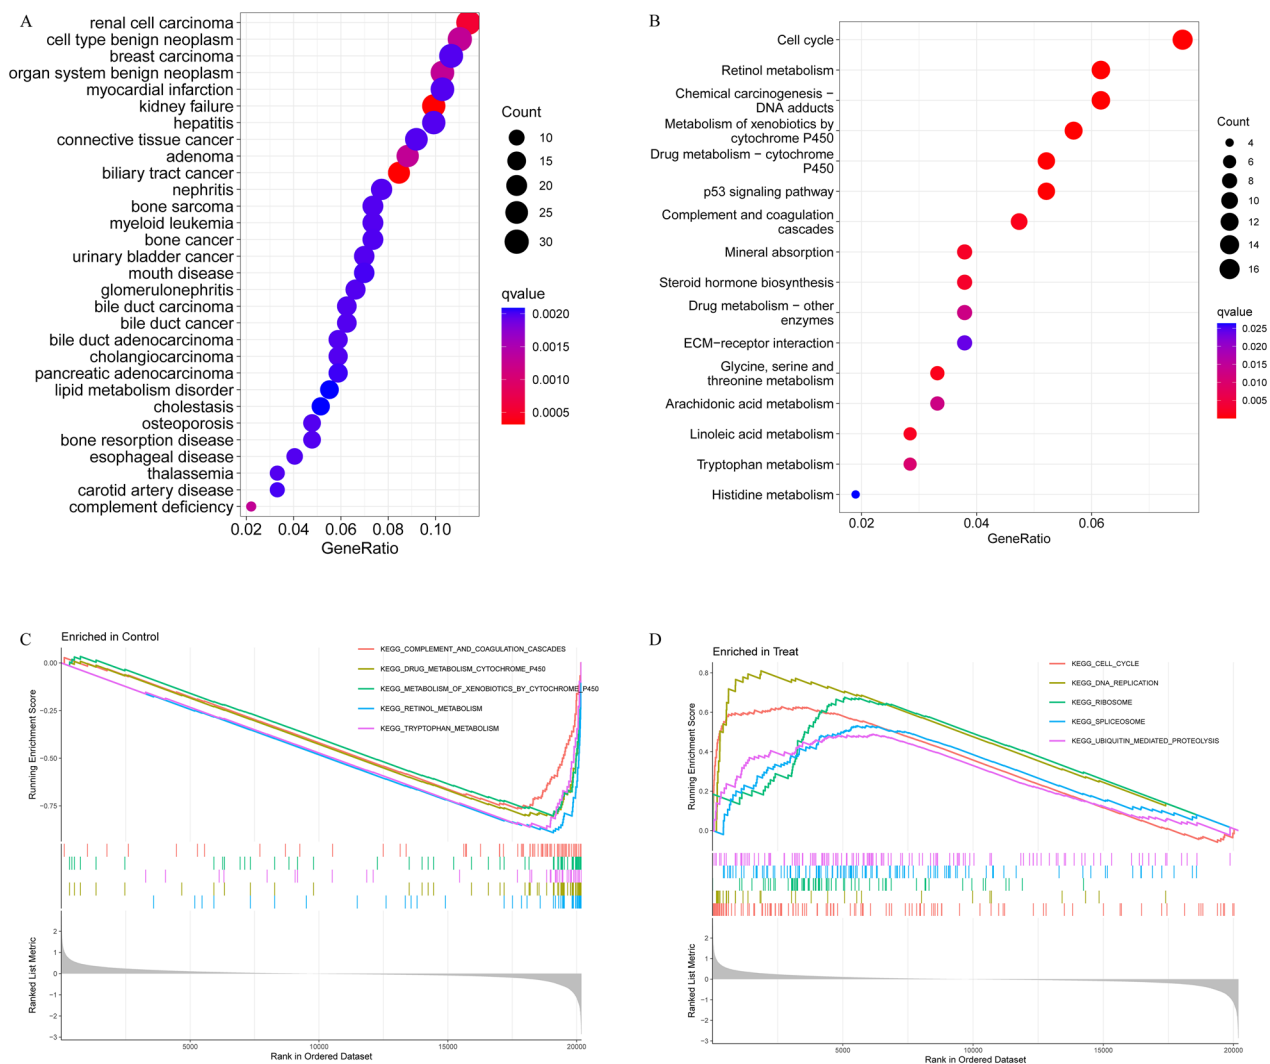 A
renal cell carcinoma
cell type benign neoplasm
breast carcinoma
organ system benign neoplasm
myocardial infarction
kidney failure
hepatitis
connective tissue cancer
adenoma
biliary tract cancer
nephritis
bone sarcoma
myeloid leukemia
bone cancer
urinary bladder cancer
mouth disease
glomerulonephritis
bile duct carcinoma
bile duct cancer
bile duct adenocarcinoma
cholangiocarcinoma
pancreatic adenocarcinoma
lipid metabolism disorder
cholestasis
osteoporosis
bone resorption disease
esophageal disease
thalassemia
carotid artery disease
complement deficiency
0.02 0.04 0.06 0.08 0.10
GeneRatio
Count
10
15
20
25
30
qvalue
0.0020
0.0015
0.0010
0.0005
B
Cell cycle
Retinol metabolism
Chemical carcinogenesis −
DNA adducts
Metabolism of xenobiotics by
cytochrome P450
Drug metabolism − cytochrome
P450
p53 signaling pathway
Complement and coagulation
cascades
Mineral absorption
Steroid hormone biosynthesis
Drug metabolism − other
enzymes
ECM−receptor interaction
Glycine, serine and
threonine metabolism
Arachidonic acid metabolism
Linoleic acid metabolism
Tryptophan metabolism
Histidine metabolism
0.02 0.04 0.06
GeneRatio
Count
4
6
8
10
12
14
16
qvalue
0.025
0.020
0.015
0.010
0.005
C
Enriched in Control
KEGG_COMPLEMENT_AND_COAGULATION_CASCADES
KEGG_DRUG_METABOLISM_CYTOCHROME_P450
KEGG_METABOLISM_OF_XENOBIOTICS_BY_CYTOCHROME_P450
KEGG_RETINOL_METABOLISM
KEGG_TRYPTOPHAN_METABOLISM
Running Enrichment Score
0.00
−0.25
−0.50
−0.75
Ranked List Metric
2
1
0
−1
−2
−3
5000 10000 15000 20000
Rank in Ordered Dataset
D
Enriched in Treat
KEGG_CELL_CYCLE
KEGG_DNA_REPLICATION
KEGG_RIBOSOME
KEGG_SPLICEOSOME
KEGG_UBIQUITIN_MEDIATED_PROTEOLYSIS
Running Enrichment Score
0.8
0.6
0.4
0.2
0.0
Ranked List Metric
2
1
0
−1
−2
−3
5000 10000 15000 20000
Rank in Ordered Dataset